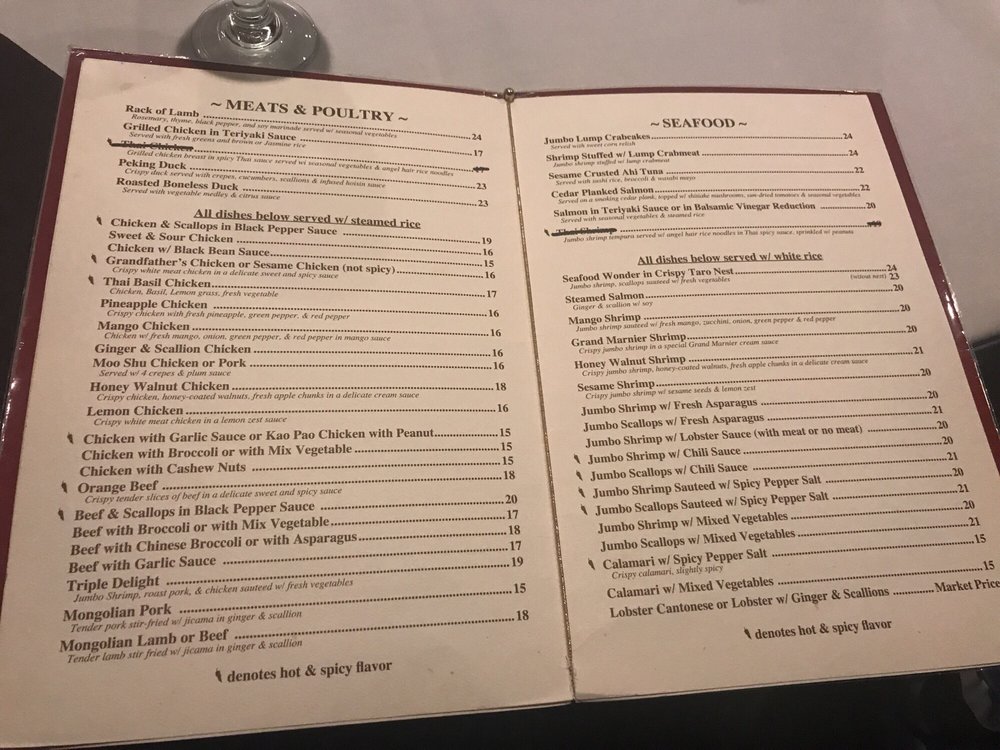 ~ MEATS & POULTRY ~
Rack of Lamb 24
Rosemary, thyme, black pepper, and soy marinade served w/ seasonal vegetables
Grilled Chicken in Teriyaki Sauce 17
Served with fresh greens and brown or Jasmine rice
Thai Chicken
Grilled chicken breast in spicy Thai sauce served w/ seasonal vegetables & angel hair rice noodles
Peking Duck 23
Crispy duck served with crepes, cucumbers, scallions & infused hoisin sauce
Roasted Boneless Duck 23
Served with vegetable medley & citrus sauce
All dishes below served w/ steamed rice
Chicken & Scallops in Black Pepper Sauce 19
Sweet & Sour Chicken 16
Chicken w/ Black Bean Sauce 15
Grandfather's Chicken or Sesame Chicken (not spicy) 16
Crispy white meat chicken in a delicate sweet and spicy sauce
Thai Basil Chicken 17
Chicken, Basil, Lemon grass, fresh vegetable
Pineapple Chicken 16
Crispy chicken with fresh pineapple, green pepper, & red pepper
Mango Chicken 16
Chicken w/ fresh mango, onion, green pepper, & red pepper in mango sauce
Ginger & Scallion Chicken 16
Moo Shu Chicken or Pork 16
Served w/ 4 crepes & plum sauce
Honey Walnut Chicken 18
Crispy chicken, honey-coated walnuts, fresh apple chunks in a delicate cream sauce
Lemon Chicken 16
Crispy white meat chicken in a lemon zest sauce
Chicken with Garlic Sauce or Kao Pao Chicken with Peanut 15
Chicken with Broccoli or with Mix Vegetable 15
Chicken with Cashew Nuts 15
Orange Beef 18
Crispy tender slices of beef in a delicate sweet and spicy sauce
Beef & Scallops in Black Pepper Sauce 20
Beef with Broccoli or with Mix Vegetable 17
Beef with Chinese Broccoli or with Asparagus 18
Beef with Garlic Sauce 17
Triple Delight 19
Jumbo Shrimp, roast pork, & chicken sauteed w/ fresh vegetables
Mongolian Pork 15
Tender pork stir-fried w/ jicama in ginger & scallion
Mongolian Lamb or Beef 18
Tender lamb stir fried w/ jicama in ginger & scallion
denotes hot & spicy flavor
~ SEAFOOD ~
Jumbo Lump Crabcakes 24
Served with sweet corn relish
Shrimp Stuffed w/ Lump Crabmeat 24
Jumbo shrimp stuffed w/ lump crabmeat
Sesame Crusted Ahi Tuna 22
Served with sushi rice, broccoli & wasabi mayo
Cedar Planked Salmon 22
Served on a smoking cedar plank, topped w/ shiitake mushrooms, sun-dried tomatoes & seasonal vegetables
Salmon in Teriyaki Sauce or in Balsamic Vinegar Reduction 20
Served with seasonal vegetables & steamed rice
Thai Shrimp
Jumbo shrimp tempura served w/ angel hair rice noodles in Thai spicy sauce, sprinkled w/ peanuts
All dishes below served with white rice
Seafood Wonder in Crispy Taro Nest 24
Jumbo shrimp, scallops sauteed w/ fresh vegetables (without nest) 23
Steamed Salmon 20
Ginger & scallion w/ soy
Mango Shrimp 20
Jumbo shrimp sauteed w/ fresh mango, zucchini, onion, green pepper & red pepper
Grand Marnier Shrimp 20
Crispy jumbo shrimp in a special Grand Marnier cream sauce
Honey Walnut Shrimp 21
Crispy jumbo shrimp, honey-coated walnuts, fresh apple chunks in a delicate cream sauce
Sesame Shrimp 20
Crispy jumbo shrimp w/ sesame seeds & lemon zest
Jumbo Shrimp w/ Fresh Asparagus 20
Jumbo Scallops w/ Fresh Asparagus 21
Jumbo Shrimp w/ Lobster Sauce (with meat or no meat) 20
Jumbo Shrimp w/ Chili Sauce 20
Jumbo Scallops w/ Chili Sauce 21
Jumbo Shrimp Sauteed w/ Spicy Pepper Salt 20
Jumbo Scallops Sauteed w/ Spicy Pepper Salt 21
Jumbo Shrimp w/ Mixed Vegetables 20
Jumbo Scallops w/ Mixed Vegetables 21
Calamari w/ Spicy Pepper Salt 15
Crispy calamari, slightly spicy
Calamari w/ Mixed Vegetables 15
Lobster Cantonese or Lobster w/ Ginger & Scallions Market Price
denotes hot & spicy flavor